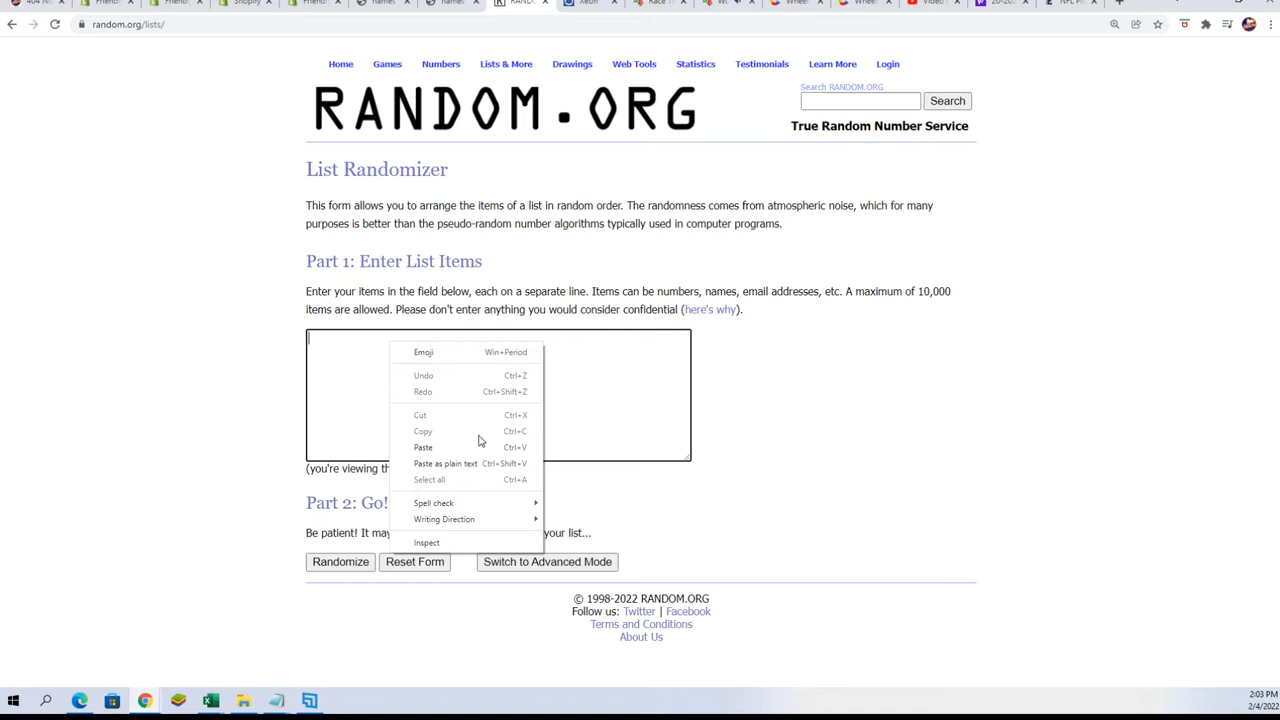 Shopify
random.org/lists/
Home Games Numbers Lists & More Drawings Web Tools Statistics Testimonials Learn More Login
RANDOM.ORG
Search RANDOM.ORG
Search
True Random Number Service
List Randomizer
This form allows you to arrange the items of a list in random order. The randomness comes from atmospheric noise, which for many
purposes is better than the pseudo-random number algorithms typically used in computer programs.
Part 1: Enter List Items
Enter your items in the field below, each on a separate line. Items can be numbers, names, email addresses, etc. A maximum of 10,000
items are allowed. Please don't enter anything you would consider confidential (here's why).
Emoji Win+Period
Undo Ctrl+Z
Redo Ctrl+Shift+Z
Cut Ctrl+X
Copy Ctrl+C
Paste Ctrl+V
Paste as plain text Ctrl+Shift+V
(you're viewing th
Select all Ctrl+A
Spell check
Part 2: Go!
Writing Direction
Be patient! It may your list...
Inspect
Randomize Reset Form Switch to Advanced Mode
© 1998-2022 RANDOM.ORG
Follow us: Twitter | Facebook
Terms and Conditions
About Us
2:03 PM
2/4/2022